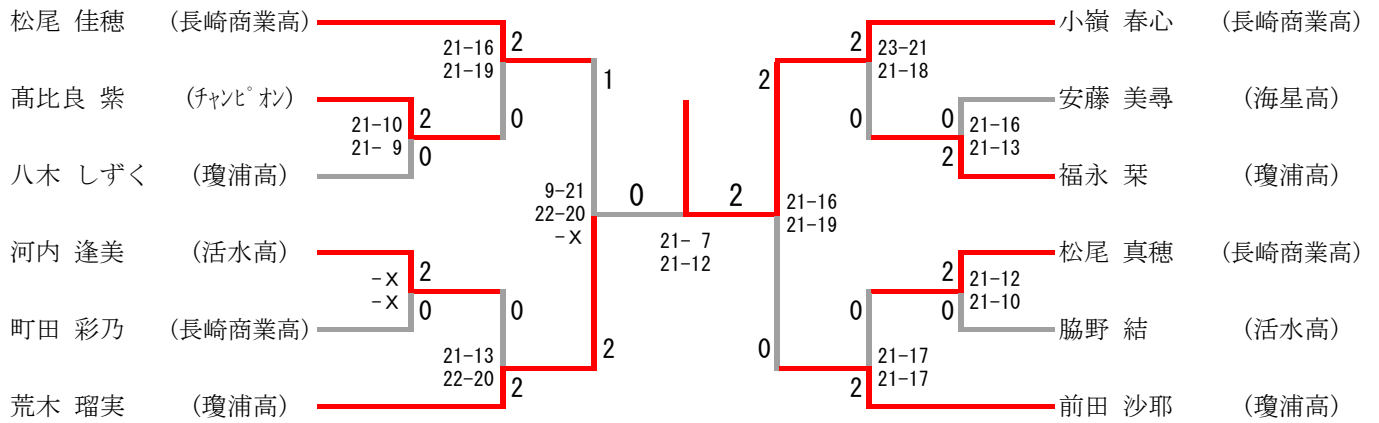 松尾 佳穂 (長崎商業高) 21-16 2 2 23-21 小嶺 春心 (長崎商業高)
21-19 1 2 21-18
髙比良 紫 (ﾁｬﾝﾋﾟｵﾝ) 21-10 2 0 0 0 21-16 安藤 美尋 (海星高)
21- 9 0 2 21-13
八木 しずく (瓊浦高) 福永 栞 (瓊浦高)
9-21 0 2 21-16
22-20 21-19
-X 21- 7
21-12
河内 逢美 (活水高) -X 2 2 21-12 松尾 真穂 (長崎商業高)
-X 0 0 0 0 21-10
町田 彩乃 (長崎商業高) 脇野 結 (活水高)
21-13 2 0 21-17
22-20 2 2 21-17
荒木 瑠実 (瓊浦高) 前田 沙耶 (瓊浦高)